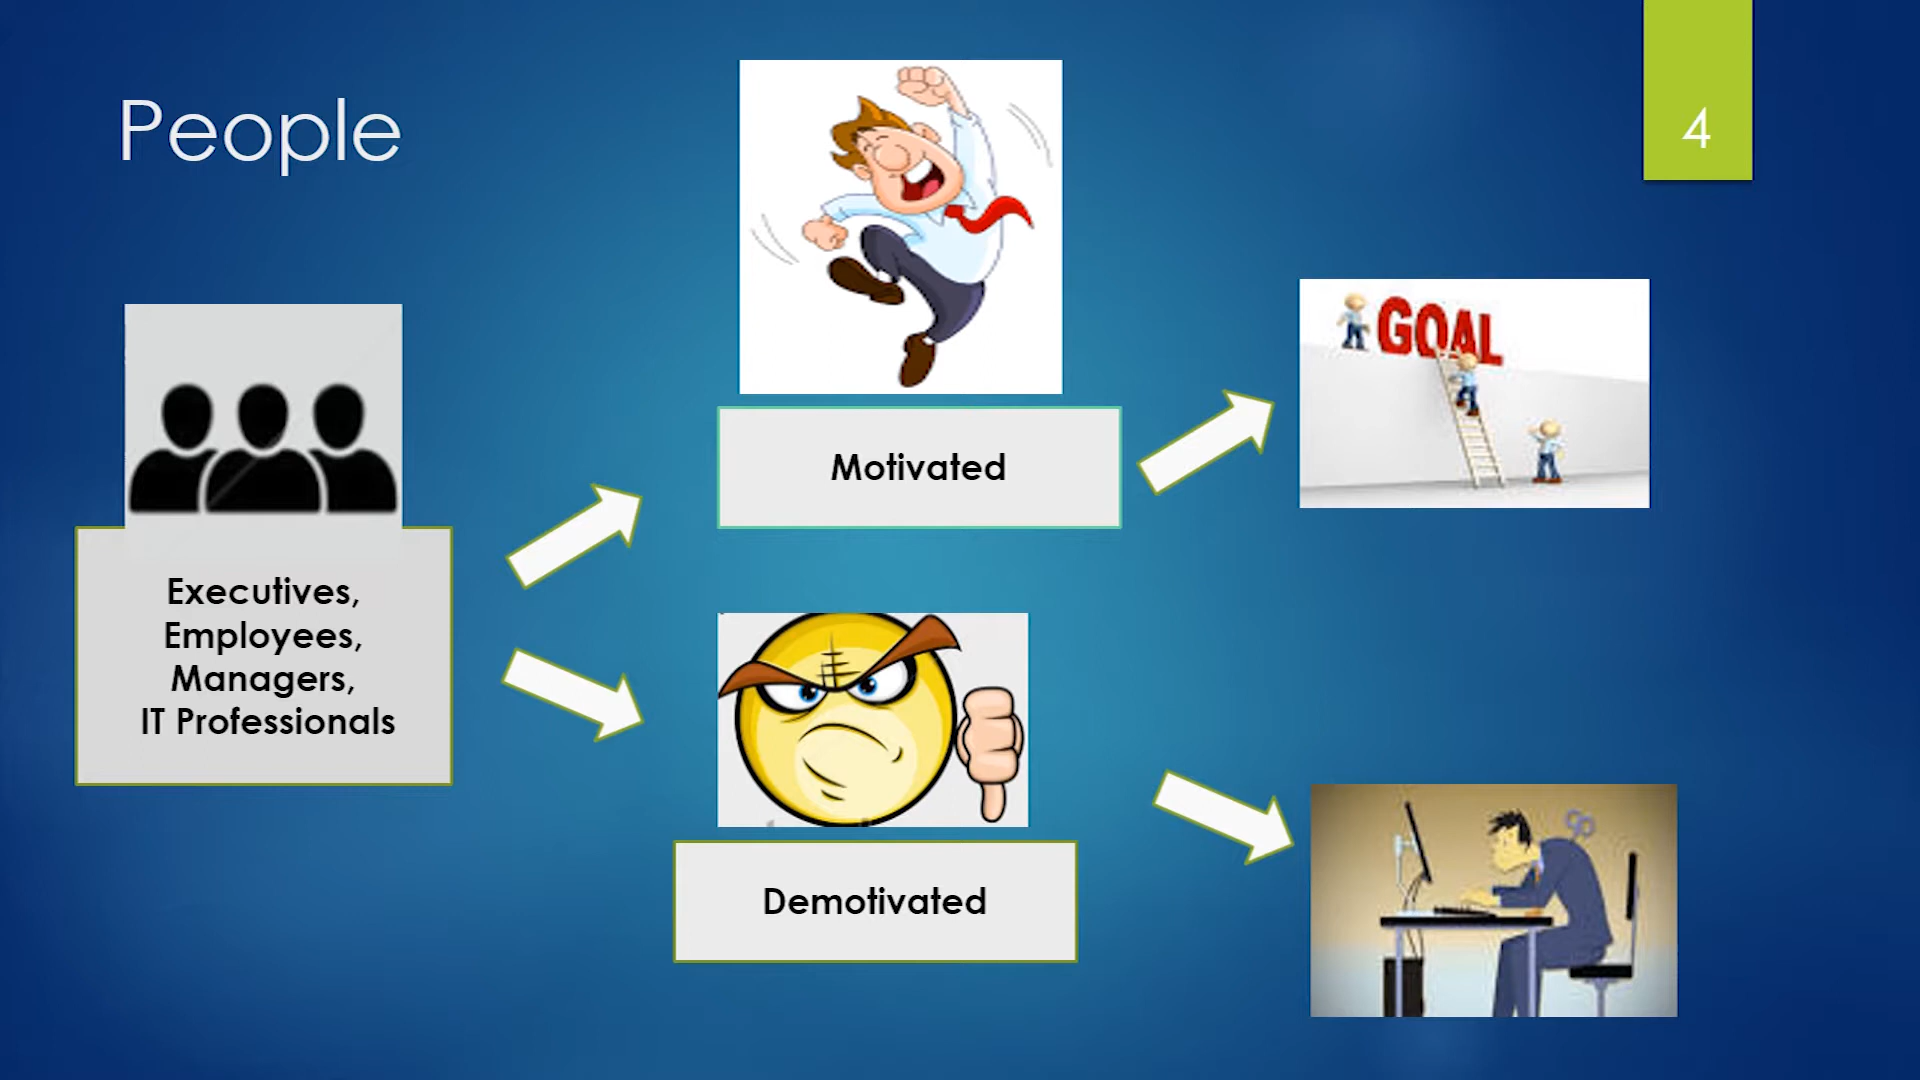 People
4
GOAL
Executives,
Employees,
Managers,
IT Professionals
Motivated
Demotivated